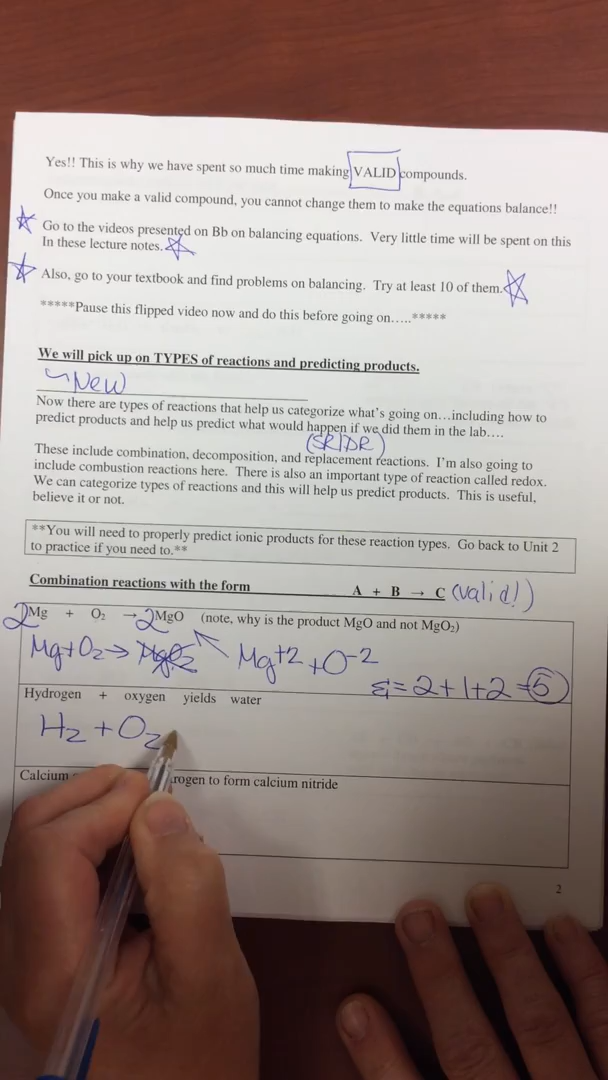 Yes!! This is why we have spent so much time making VALID compounds.
Once you make a valid compound, you cannot change them to make the equations balance!!
Go to the videos presented on Bb on balancing equations. Very little time will be spent on this
In these lecture notes.
Also, go to your textbook and find problems on balancing. Try at least 10 of them.
*****Pause this flipped video now and do this before going on…..*****
We will pick up on TYPES of reactions and predicting products.
New
Now there are types of reactions that help us categorize what's going on…including how to
predict products and help us predict what would happen if we did them in the lab….
(SR/DR)
These include combination, decomposition, and replacement reactions. I'm also going to
include combustion reactions here. There is also an important type of reaction called redox.
We can categorize types of reactions and this will help us predict products. This is useful,
believe it or not.
**You will need to properly predict ionic products for these reaction types. Go back to Unit 2
to practice if you need to.**
Combination reactions with the form A + B → C (valid!)
2Mg + O₂ → 2MgO (note, why is the product MgO and not MgO₂)
Mg + O₂ → MgO₂ Mg+2 + O-2
= 2 + 1 + 2 = 5
Hydrogen + oxygen yields water
H₂ + O₂
Calcium to form calcium nitride
2